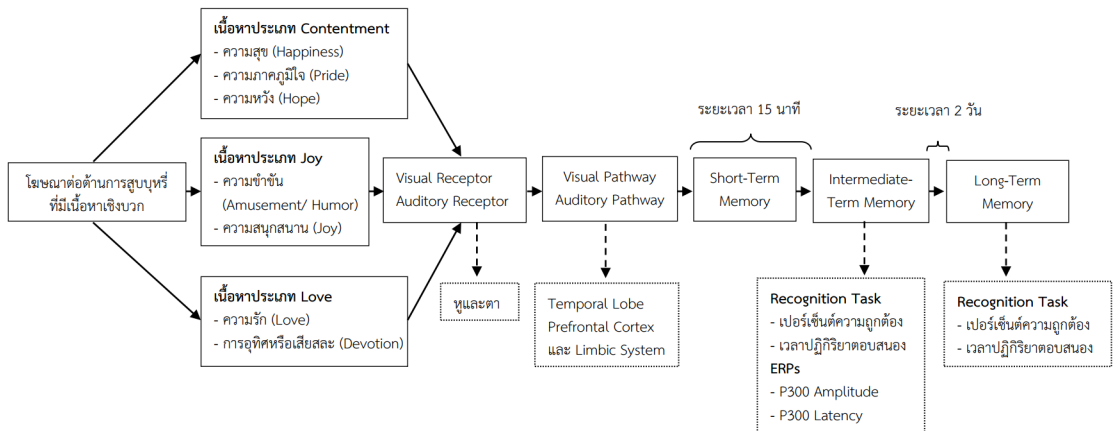 เนื้อหาประเภท Contentment
- ความสุข (Happiness)
- ความภาคภูมิใจ (Pride)
- ความหวัง (Hope)
โฆษณาต่อต้านการสูบบุหรี่
ที่มีเนื้อหาเชิงบวก
เนื้อหาประเภท Joy
- ความขำขัน
(Amusement/ Humor)
- ความสนุกสนาน (Joy)
เนื้อหาประเภท Love
- ความรัก (Love)
- การอุทิศหรือเสียสละ (Devotion)
Visual Receptor
Auditory Receptor
หูและตา
Visual Pathway
Auditory Pathway
Temporal Lobe
Prefrontal Cortex
และ Limbic System
ระยะเวลา 15 นาที
Short-Term
Memory
Intermediate-
Term Memory
Recognition Task
- เปอร์เซ็นต์ความถูกต้อง
- เวลาปฏิกิริยาตอบสนอง
ERPs
- P300 Amplitude
- P300 Latency
ระยะเวลา 2 วัน
Long-Term
Memory
Recognition Task
- เปอร์เซ็นต์ความถูกต้อง
- เวลาปฏิกิริยาตอบสนอง